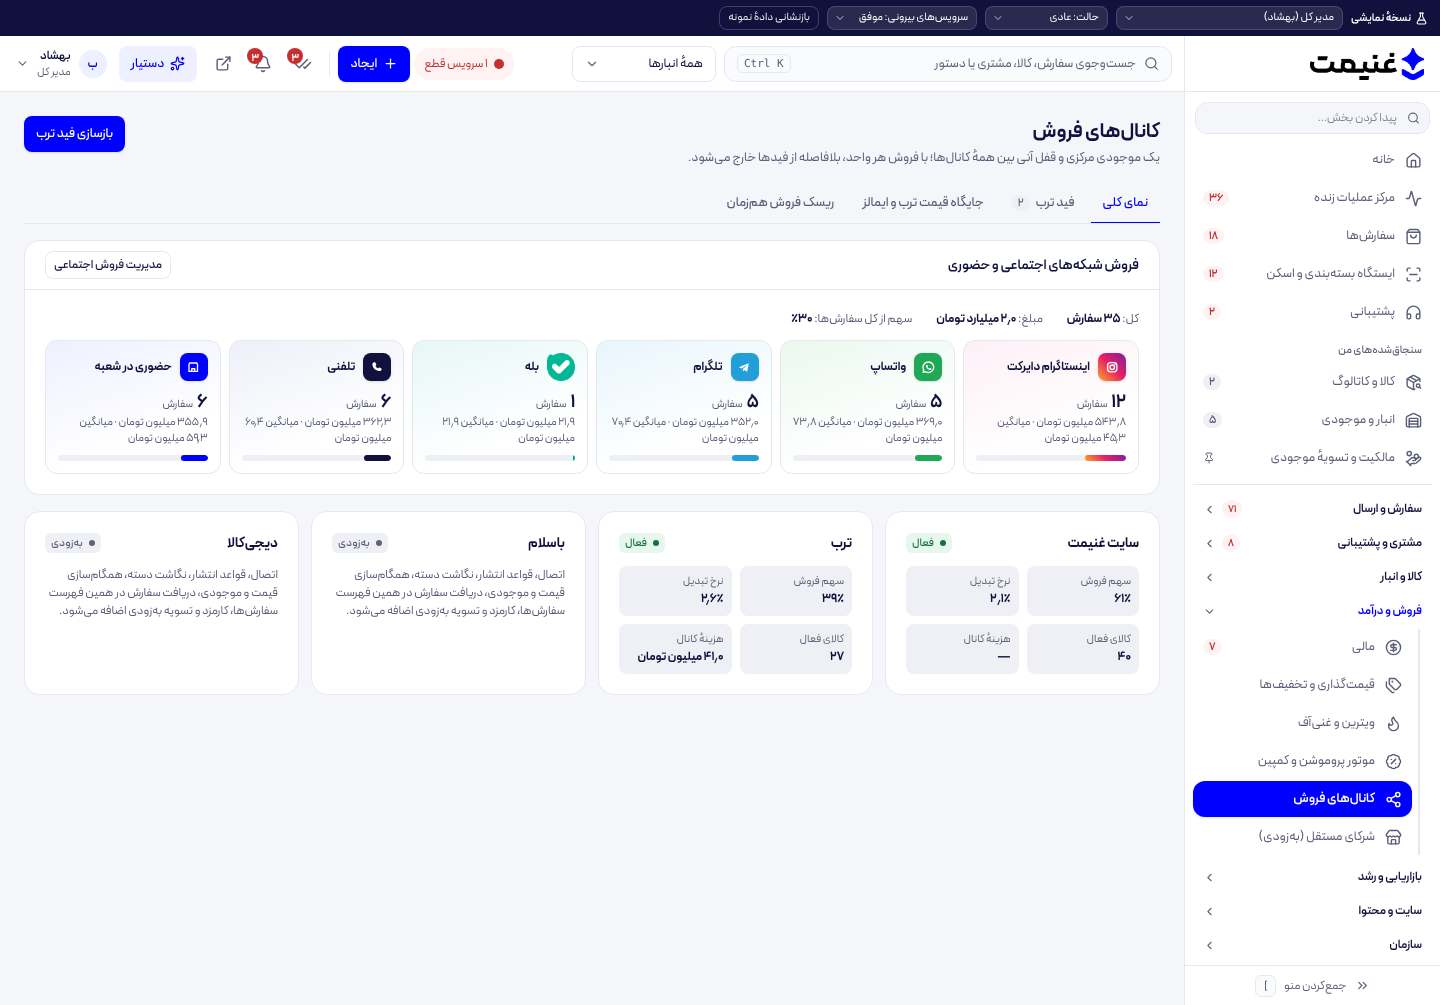 نسخهٔ نمایشی
مدیر کل (بهشاد)
حالت: عادی
سرویس‌های بیرونی: موفق
بازنشانی دادهٔ نمونه
غنیمت
جست‌وجوی سفارش، کالا، مشتری یا دستور
Ctrl K
همهٔ انبارها
۱ سرویس قطع
ایجاد
۳
۳
دستیار
ب
بهشاد
مدیر کل
پیدا کردن بخش...
خانه
مرکز عملیات زنده
۳۶
سفارش‌ها
۱۸
ایستگاه بسته‌بندی و اسکن
۱۲
پشتیبانی
۲
سنجاق‌شده‌های من
کالا و کاتالوگ
۲
انبار و موجودی
۵
مالکیت و تسویهٔ موجودی
سفارش و ارسال
۷۱
مشتری و پشتیبانی
۸
کالا و انبار
فروش و درآمد
مالی
۷
قیمت‌گذاری و تخفیف‌ها
ویترین و غنی‌آف
موتور پروموشن و کمپین
کانال‌های فروش
شرکای مستقل (به‌زودی)
بازاریابی و رشد
سایت و محتوا
سازمان
جمع‌کردن منو
[
کانال‌های فروش
یک موجودی مرکزی و قفل آنی بین همهٔ کانال‌ها؛ با فروش هر واحد، بلافاصله از فیدها خارج می‌شود.
بازسازی فید ترب
نمای کلی
فید ترب ۲
جایگاه قیمت ترب و ایمالز
ریسک فروش هم‌زمان
فروش شبکه‌های اجتماعی و حضوری
مدیریت فروش اجتماعی
کل: ۳۵ سفارش
مبلغ: ۲٫۰ میلیارد تومان
سهم از کل سفارش‌ها: ۳۰٪
اینستاگرام دایرکت
۱۲ سفارش
۵۴۳٫۸ میلیون تومان · میانگین
۴۵٫۳ میلیون تومان
واتساپ
۵ سفارش
۳۶۹٫۰ میلیون تومان · میانگین ۷۳٫۸
میلیون تومان
تلگرام
۵ سفارش
۳۵۲٫۰ میلیون تومان · میانگین ۷۰٫۴
میلیون تومان
بله
۱ سفارش
۲۱٫۹ میلیون تومان · میانگین ۲۱٫۹
میلیون تومان
تلفنی
۶ سفارش
۳۶۲٫۳ میلیون تومان · میانگین ۶۰٫۴
میلیون تومان
حضوری در شعبه
۶ سفارش
۳۵۵٫۹ میلیون تومان · میانگین
۵۹٫۳ میلیون تومان
سایت غنیمت
فعال
سهم فروش
۶۱٪
نرخ تبدیل
۲٫۱٪
کالای فعال
۴۰
هزینهٔ کانال
—
ترب
فعال
سهم فروش
۳۹٪
نرخ تبدیل
۲٫۶٪
کالای فعال
۲۷
هزینهٔ کانال
۴۱٫۰ میلیون تومان
باسلام
به‌زودی
اتصال، قواعد انتشار، نگاشت دسته، همگام‌سازی
قیمت و موجودی، دریافت سفارش در همین فهرست
سفارش‌ها، کارمزد و تسویه به‌زودی اضافه می‌شود.
دیجی‌کالا
به‌زودی
اتصال، قواعد انتشار، نگاشت دسته، همگام‌سازی
قیمت و موجودی، دریافت سفارش در همین فهرست
سفارش‌ها، کارمزد و تسویه به‌زودی اضافه می‌شود.